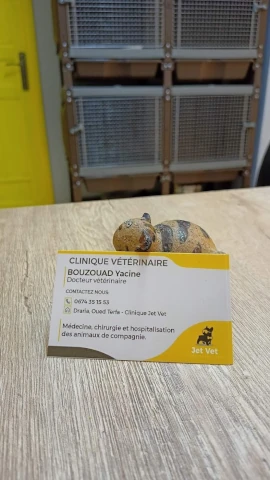 CLINIQUE VÉTÉRINAIRE
BOUZOUAD Yacine
Docteur vétérinaire
CONTACTEZ NOUS:
0674 35 15 53
Draria, Oued Tarfe - Clinique Jet Vet
Médecine, chirurgie et hospitalisation
des animaux de compagnie.
Jet Vet